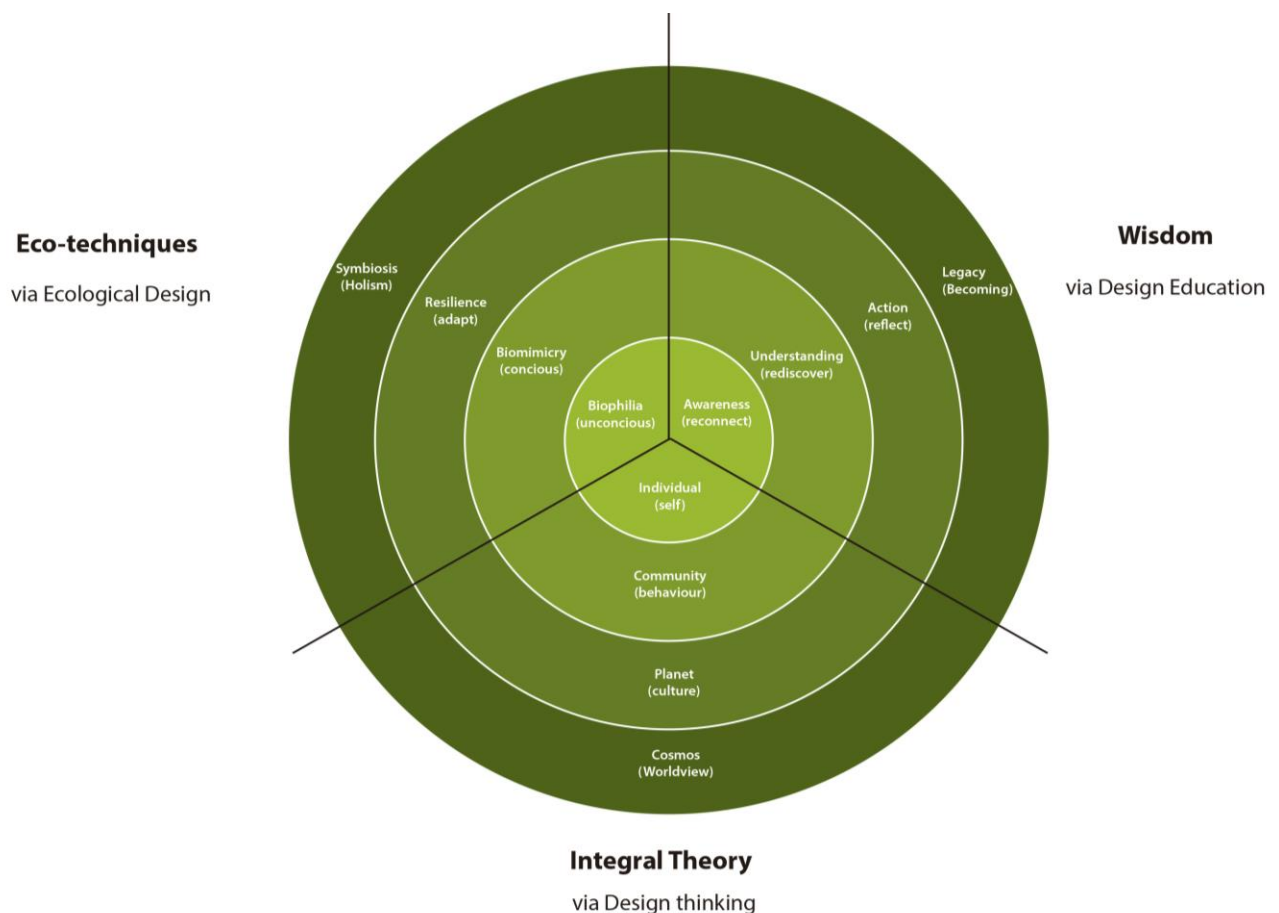 Eco-techniques
via Ecological Design
Wisdom
via Design Education
Symbiosis
(Holism)
Resilience
(adapt)
Biomimicry
(concious)
Biophilia
(unconcious)
Awareness
(reconnect)
Understanding
(rediscover)
Action
(reflect)
Legacy
(Becoming)
Individual
(self)
Community
(behaviour)
Planet
(culture)
Cosmos
(Worldview)
Integral Theory
via Design thinking